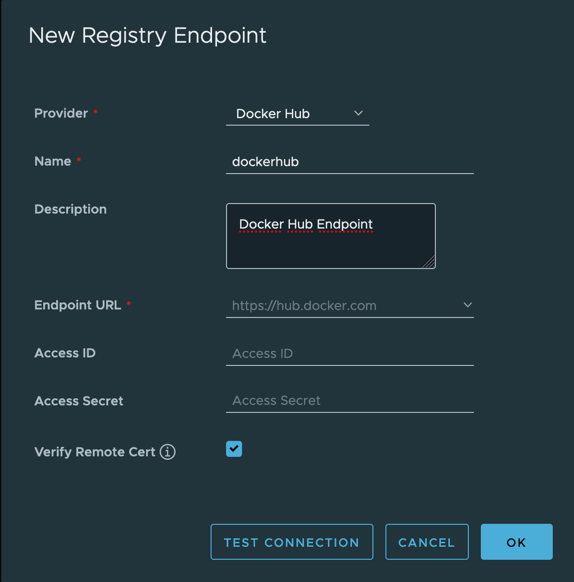 New Registry Endpoint
Provider *
Docker Hub
Name *
dockerhub
Description
Docker Hub Endpoint
Endpoint URL *
https://hub.docker.com
Access ID
Access ID
Access Secret
Access Secret
Verify Remote Cert
TEST CONNECTION
CANCEL
OK